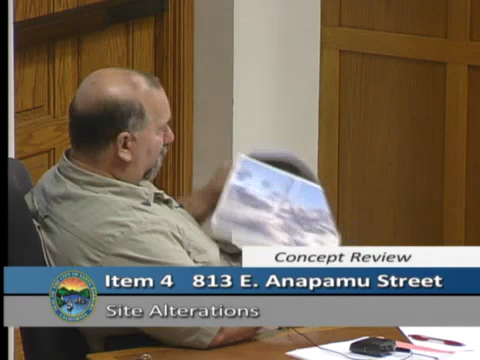 Concept Review
Item 4 813 E. Anapamu Street
Site Alterations